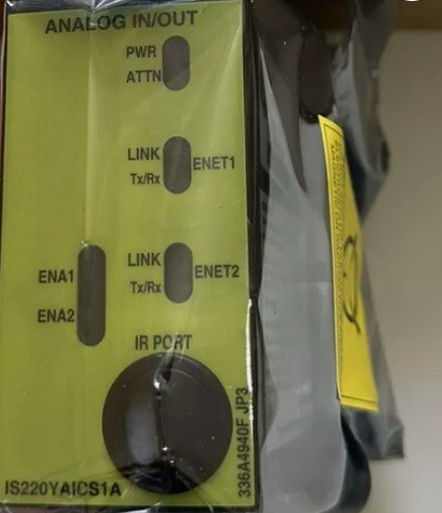 ANALOG IN/OUT
PWR
ATTN
LINK
ENET1
Tx/Rx
LINK
ENET2
Tx/Rx
ENA1
ENA2
IR PORT
336A4940F JP3
IS220YAICS1A